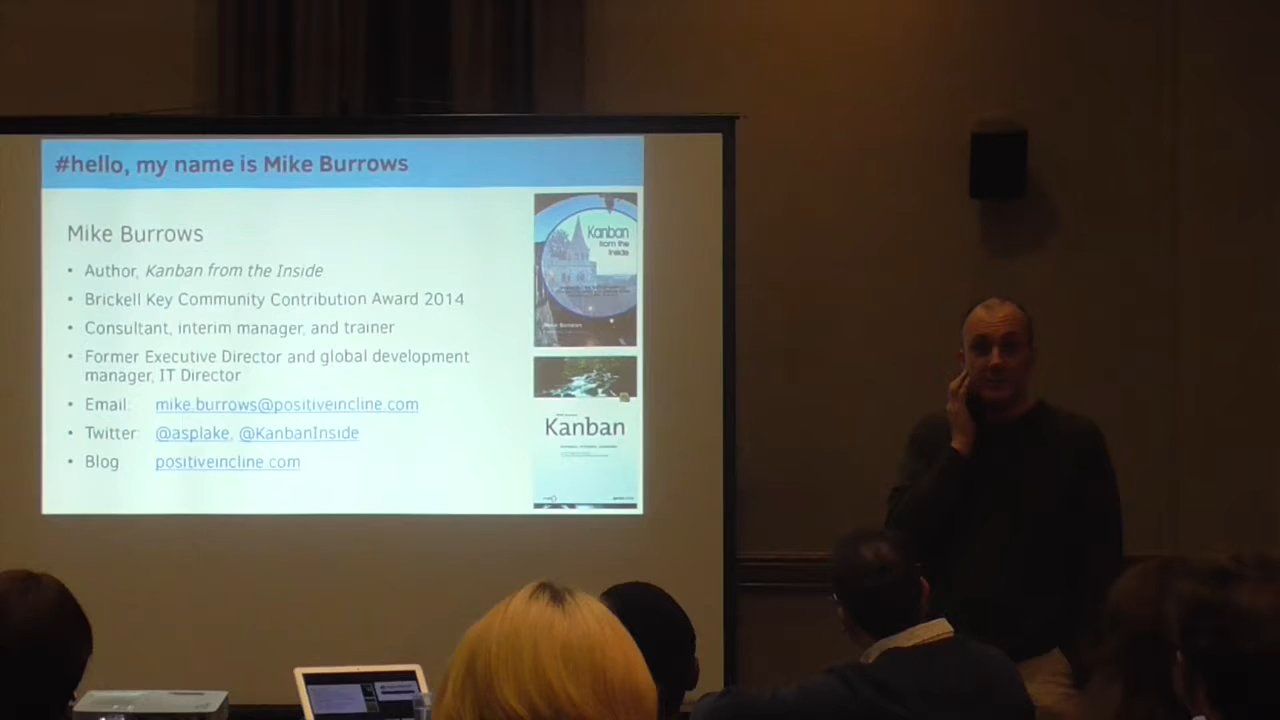 #hello, my name is Mike Burrows
Mike Burrows
• Author, Kanban from the Inside
• Brickell Key Community Contribution Award 2014
• Consultant, interim manager, and trainer
• Former Executive Director and global development
manager, IT Director
• Email: mike.burrows@positiveincline.com
• Twitter: @asplake, @KanbanInside
• Blog positiveincline.com
Kanban
from the
Inside
Mike Burrows
Kanban